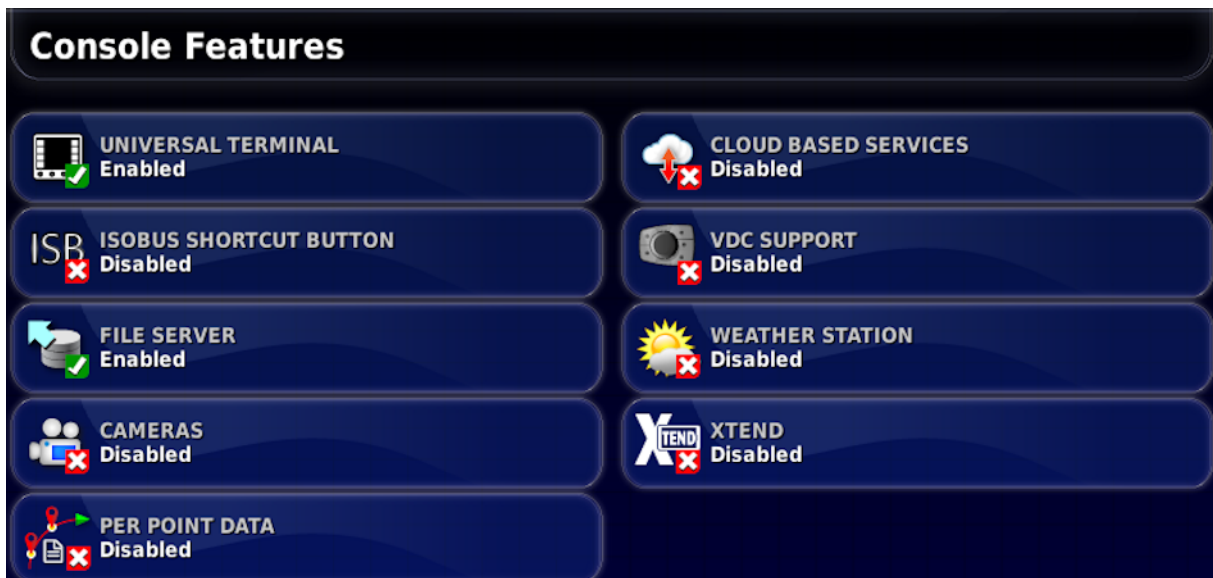 Console Features
UNIVERSAL TERMINAL
Enabled
CLOUD BASED SERVICES
Disabled
ISB
ISOBUS SHORTCUT BUTTON
Disabled
VDC SUPPORT
Disabled
FILE SERVER
Enabled
WEATHER STATION
Disabled
CAMERAS
Disabled
XTEND
XTEND
Disabled
PER POINT DATA
Disabled